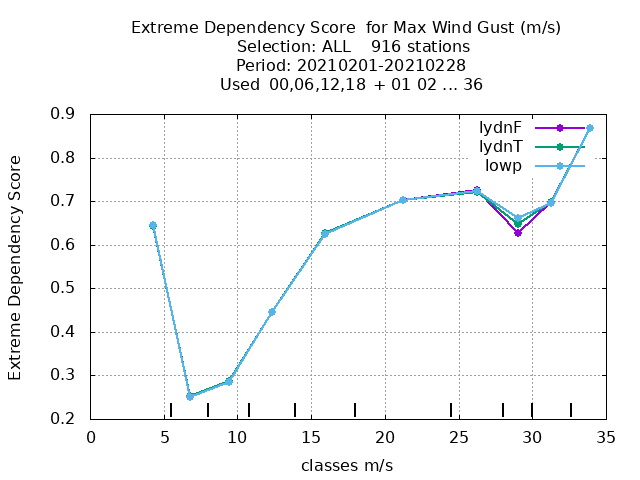 Extreme Dependency Score  for Max Wind Gust (m/s)
Selection: ALL    916 stations
Period: 20210201-20210228
Used  00,06,12,18  + 01 02 ... 36
lydnF
lydnT
lowp
Extreme Dependency Score
0.9
0.8
0.7
0.6
0.5
0.4
0.3
0.2
0 5 10 15 20 25 30 35
classes m/s